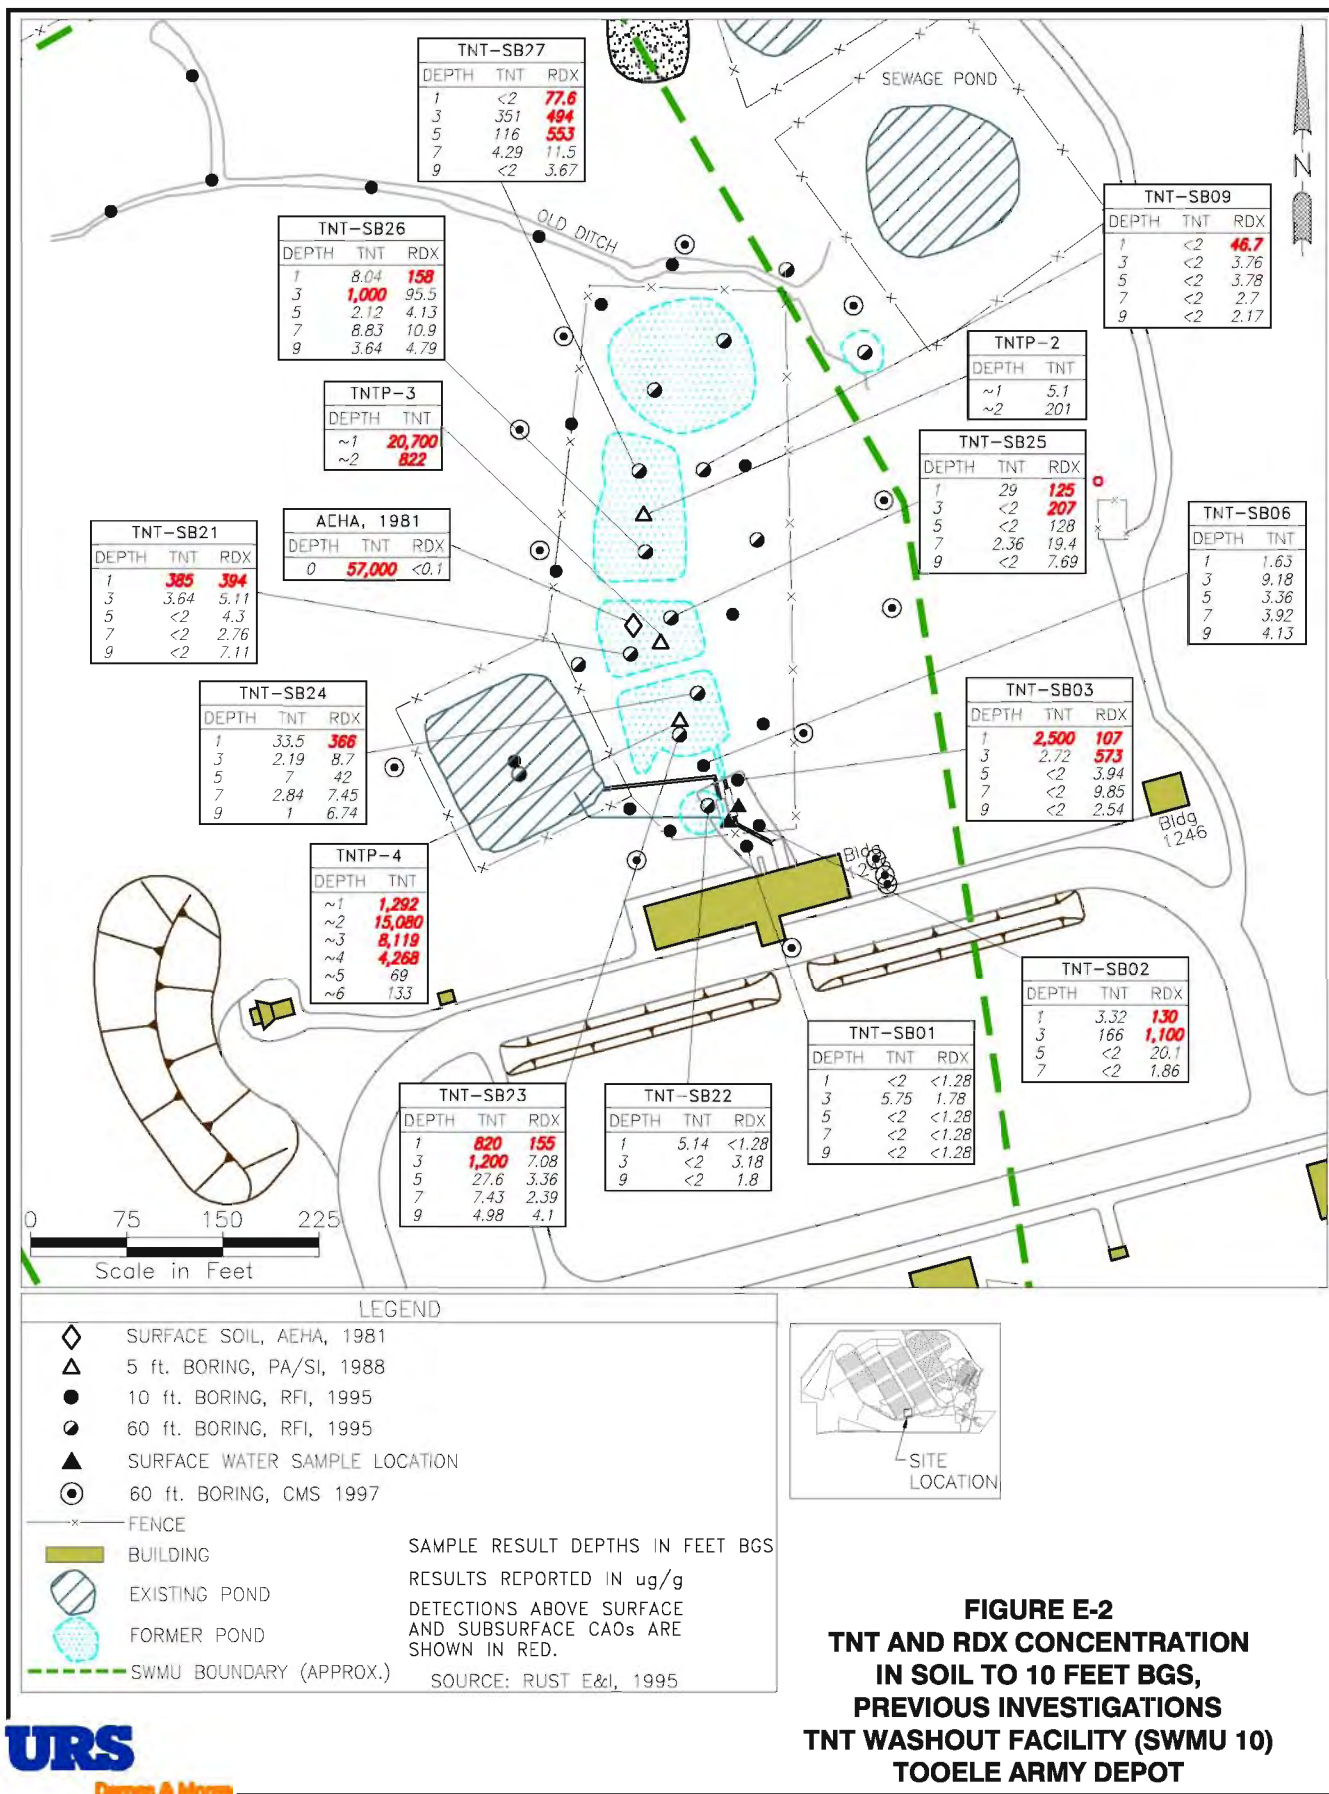 TNT-SB27
DEPTH TNT RDX
1 <2 77.6
3 351 494
5 116 553
7 4.29 11.5
9 <2 3.67
SEWAGE POND
N
TNT-SB09
DEPTH TNT RDX
1 <2 46.7
3 <2 3.76
5 <2 3.78
7 <2 2.7
9 <2 2.17
OLD DITCH
TNT-SB26
DEPTH TNT RDX
1 8.04 158
3 1,000 95.5
5 2.12 4.13
7 8.83 10.9
9 3.64 4.79
TNTP-2
DEPTH TNT
~1 5.1
~2 201
TNTP-3
DEPTH TNT
~1 20,700
~2 822
TNT-SB25
DEPTH TNT RDX
1 29 125
3 <2 207
5 <2 128
7 2.36 19.4
9 <2 7.69
AEHA, 1981
DEPTH TNT RDX
0 57,000 <0.1
TNT-SB06
DEPTH TNT
1 1.63
3 9.18
5 3.36
7 3.92
9 4.13
TNT-SB21
DEPTH TNT RDX
1 385 394
3 3.64 5.11
5 <2 4.3
7 <2 2.76
9 <2 7.11
TNT-SB24
DEPTH TNT RDX
1 33.5 366
3 2.19 8.7
5 7 42
7 2.84 7.45
9 1 6.74
TNT-SB03
DEPTH TNT RDX
1 2,500 107
3 2.72 573
5 <2 3.94
7 <2 9.85
9 <2 2.54
Bldg
1246
Bldg
TNTP-4
DEPTH TNT
~1 1,292
~2 15,080
~3 8,119
~4 4,268
~5 69
~6 133
TNT-SB02
DEPTH TNT RDX
1 3.32 130
3 166 1,100
5 <2 20.1
7 <2 1.86
TNT-SB01
DEPTH TNT RDX
1 <2 <1.28
3 5.75 1.78
5 <2 <1.28
7 <2 <1.28
9 <2 <1.28
TNT-SB23
DEPTH TNT RDX
1 820 155
3 1,200 7.08
5 27.6 3.36
7 7.43 2.39
9 4.98 4.1
TNT-SB22
DEPTH TNT RDX
1 5.14 <1.28
3 <2 3.18
9 <2 1.8
0 75 150 225
Scale in Feet
LEGEND
SURFACE SOIL, AEHA, 1981
5 ft. BORING, PA/SI, 1988
10 ft. BORING, RFI, 1995
60 ft. BORING, RFI, 1995
SURFACE WATER SAMPLE LOCATION
60 ft. BORING, CMS 1997
FENCE
BUILDING
EXISTING POND
FORMER POND
SWMU BOUNDARY (APPROX.)
SAMPLE RESULT DEPTHS IN FEET BGS
RESULTS REPORTED IN ug/g
DETECTIONS ABOVE SURFACE
AND SUBSURFACE CAOs ARE
SHOWN IN RED.
SOURCE: RUST E&I, 1995
SITE
LOCATION
FIGURE E-2
TNT AND RDX CONCENTRATION
IN SOIL TO 10 FEET BGS,
PREVIOUS INVESTIGATIONS
TNT WASHOUT FACILITY (SWMU 10)
TOOELE ARMY DEPOT
URS